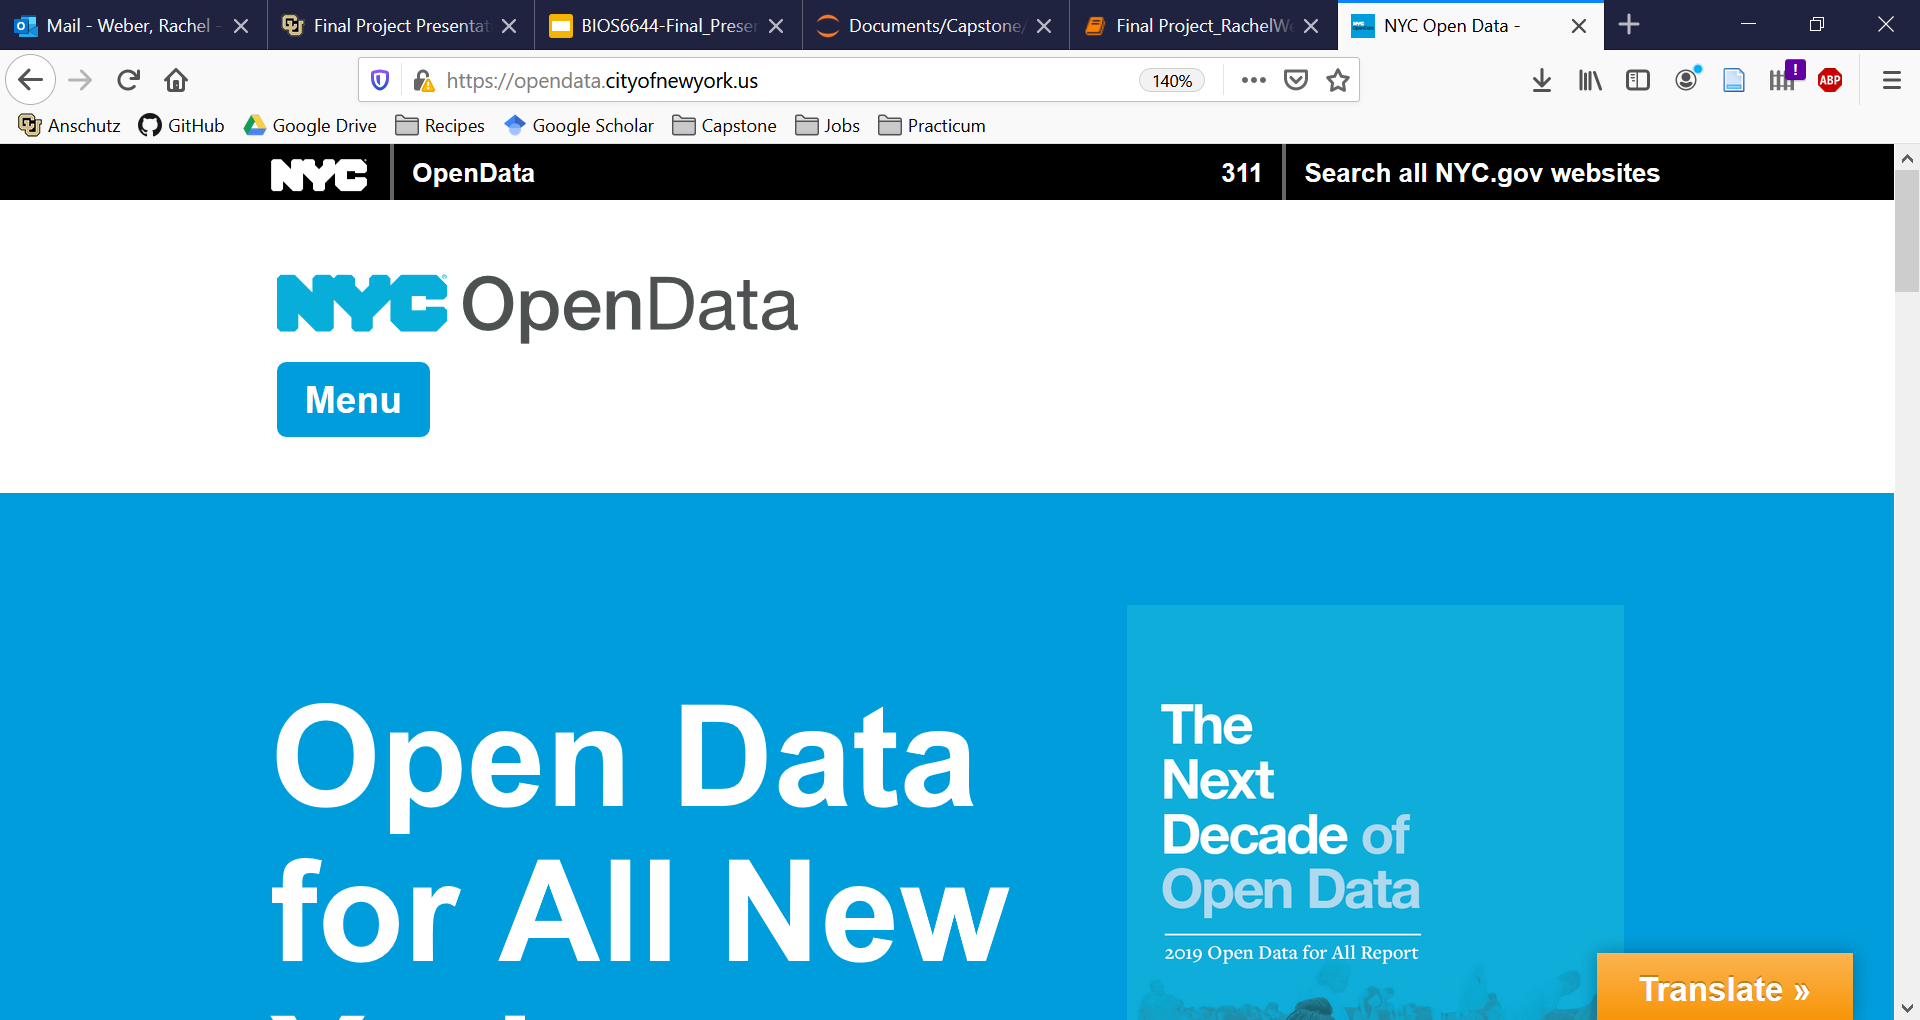 Mail - Weber, Rachel -
Final Project Presentat
BIOS6644-Final_Preser
Documents/Capstone/
Final Project_RachelWe
NYC Open Data -
https://opendata.cityofnewyork.us
140%
!
ABP
Anschutz
GitHub
Google Drive
Recipes
Google Scholar
Capstone
Jobs
Practicum
NYC
OpenData
311
Search all NYC.gov websites
NYC OpenData
Menu
Open Data
for All New
The
Next
Decade of
Open Data
2019 Open Data for All Report
Translate »